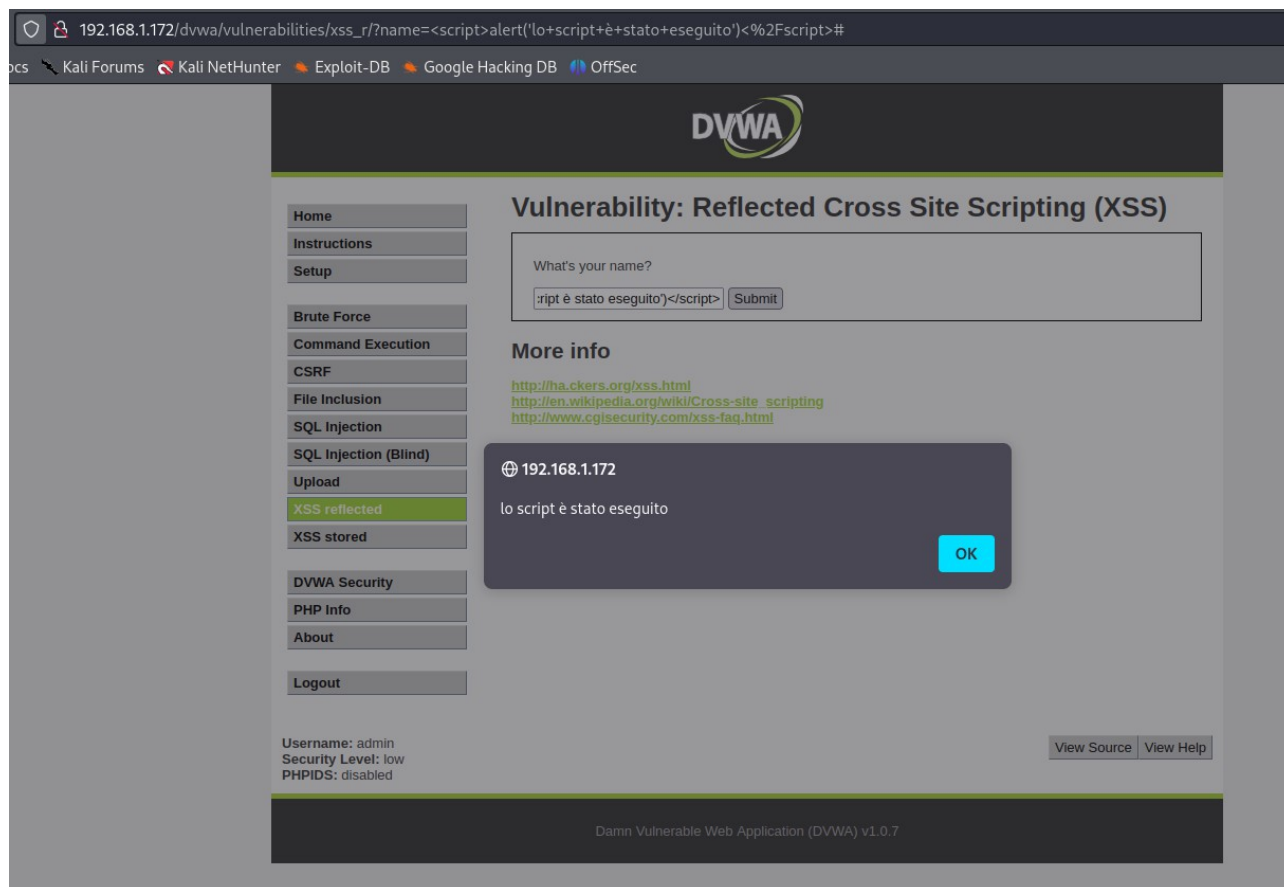 192.168.1.172/dvwa/vulnerabilities/xss_r/?name=<script>alert('lo+script+è+stato+eseguito')<%2Fscript>#
ocs Kali Forums Kali NetHunter Exploit-DB Google Hacking DB OffSec
DVWA
Vulnerability: Reflected Cross Site Scripting (XSS)
Home
Instructions
Setup
Brute Force
Command Execution
CSRF
File Inclusion
SQL Injection
SQL Injection (Blind)
Upload
XSS reflected
XSS stored
DVWA Security
PHP Info
About
Logout
What's your name?
:ript è stato eseguito')</script> Submit
More info
http://ha.ckers.org/xss.html
http://en.wikipedia.org/wiki/Cross-site_scripting
http://www.cgisecurity.com/xss-faq.html
192.168.1.172
lo script è stato eseguito
OK
Username: admin
Security Level: low
PHPIDS: disabled
View Source View Help
Damn Vulnerable Web Application (DVWA) v1.0.7